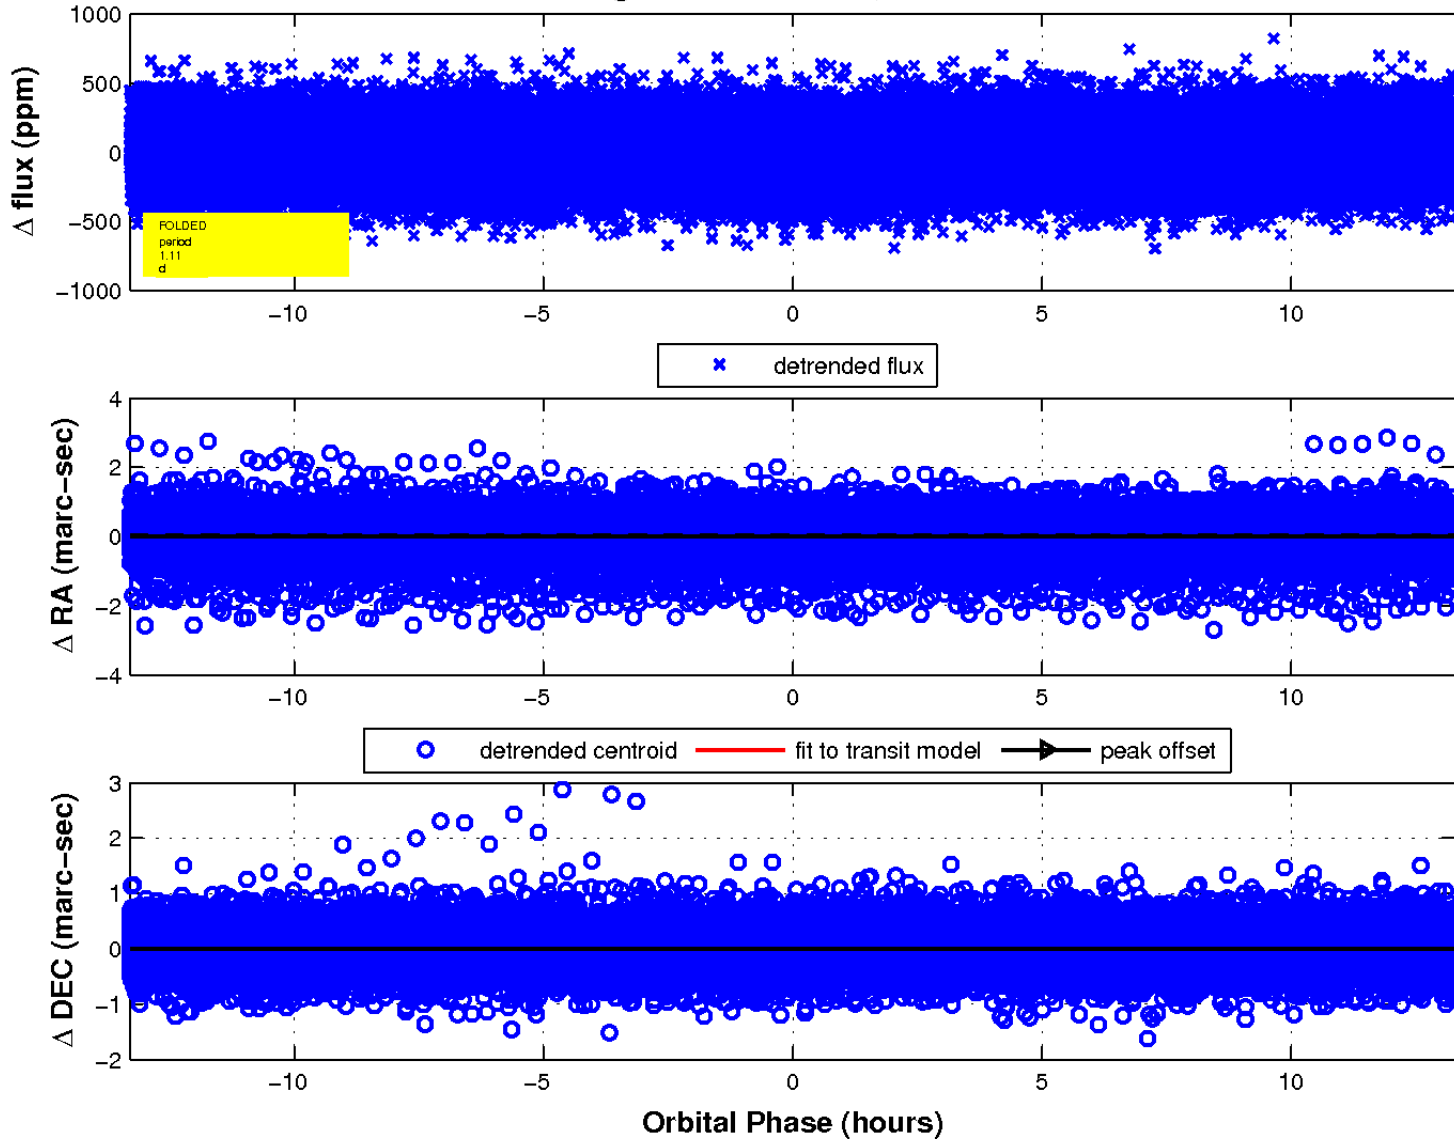 1000
500
0
−500
−1000
Δ flux (ppm)
FOLDED
period
1.11
d
−10 −5 0 5 10
detrended flux
4
2
0
−2
−4
Δ RA (marc−sec)
−10 −5 0 5 10
detrended centroid fit to transit model peak offset
3
2
1
0
−1
−2
Δ DEC (marc−sec)
−10 −5 0 5 10
Orbital Phase (hours)